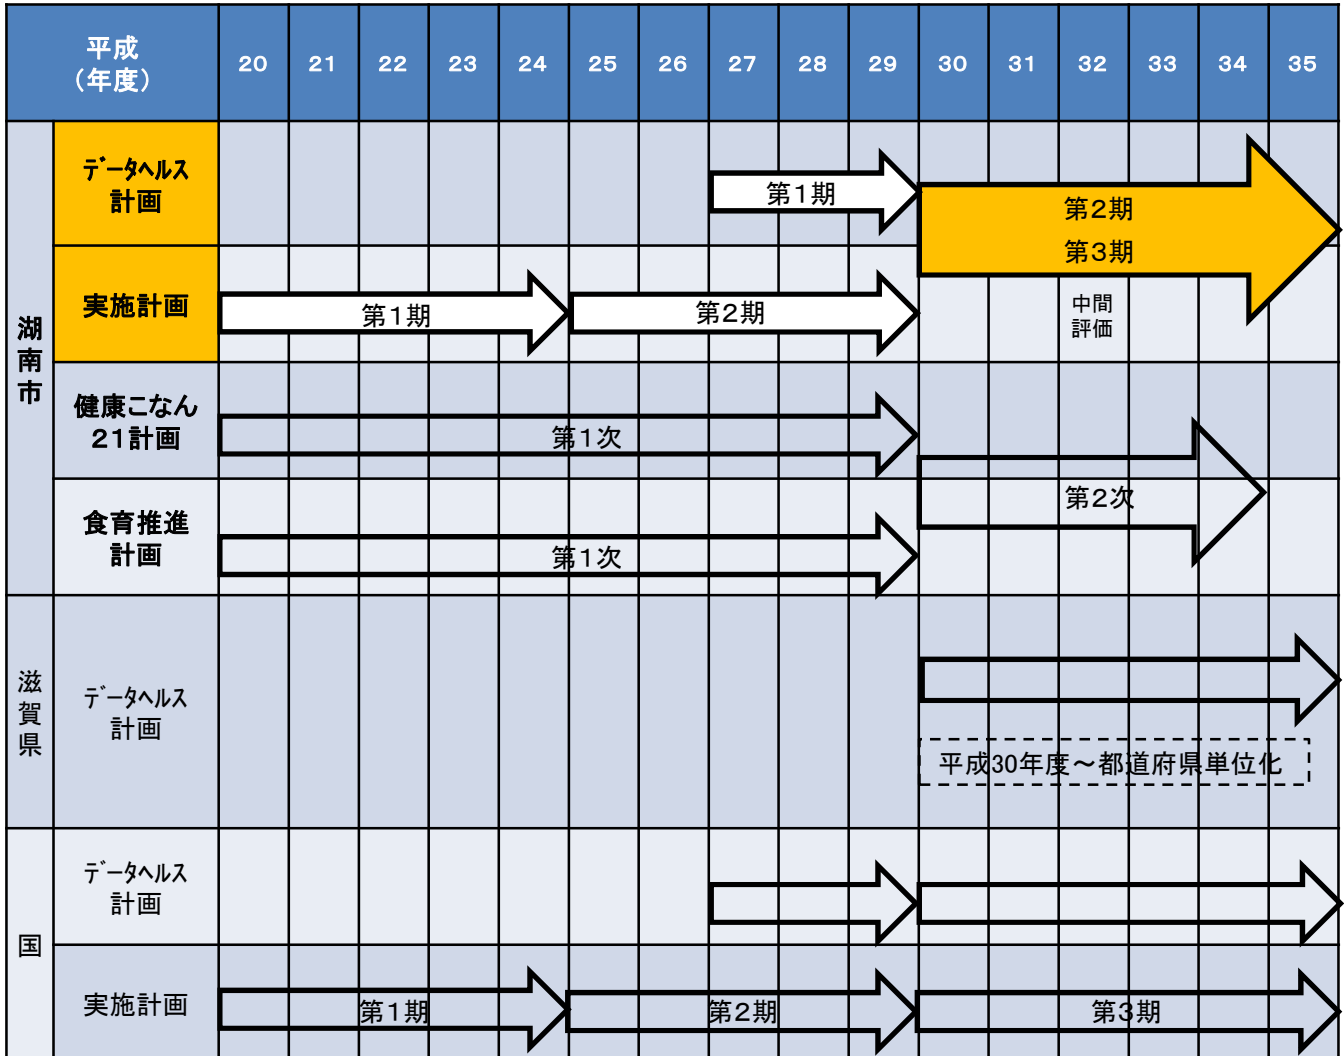 平成
（年度）
20 21 22 23 24 25 26 27 28 29 30 31 32 33 34 35
湖南市
データヘルス
計画
第１期
第２期
第３期
実施計画
第１期
第２期
中間
評価
健康こなん
２１計画
第１次
第２次
食育推進
計画
第１次
滋賀県
データヘルス
計画
平成30年度～都道府県単位化
国
データヘルス
計画
実施計画
第１期
第２期
第３期